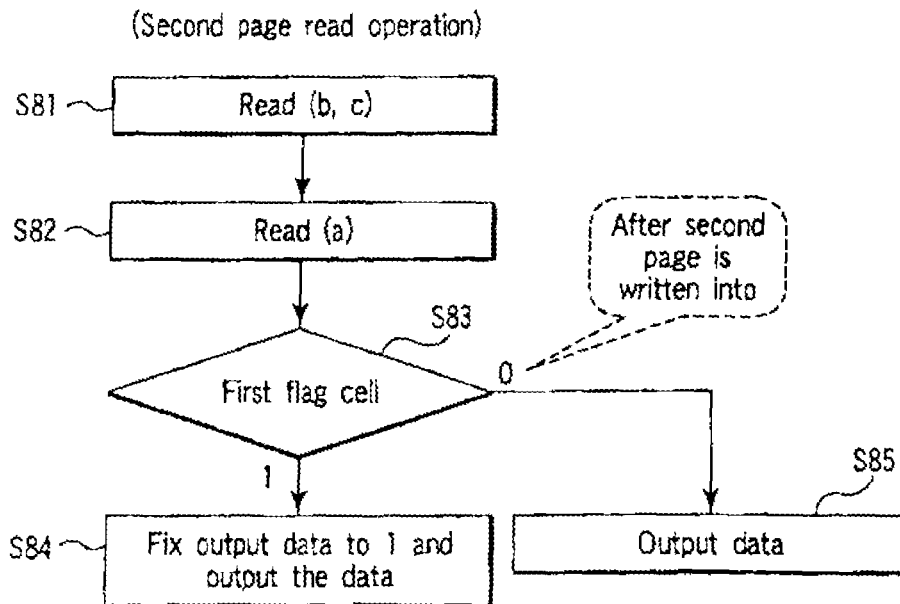 (Second page read operation)
S81
Read (b, c)
S82
Read (a)
After second
page is
written into
S83
0
First flag cell
1
S85
S84
Fix output data to 1 and
output the data
Output data